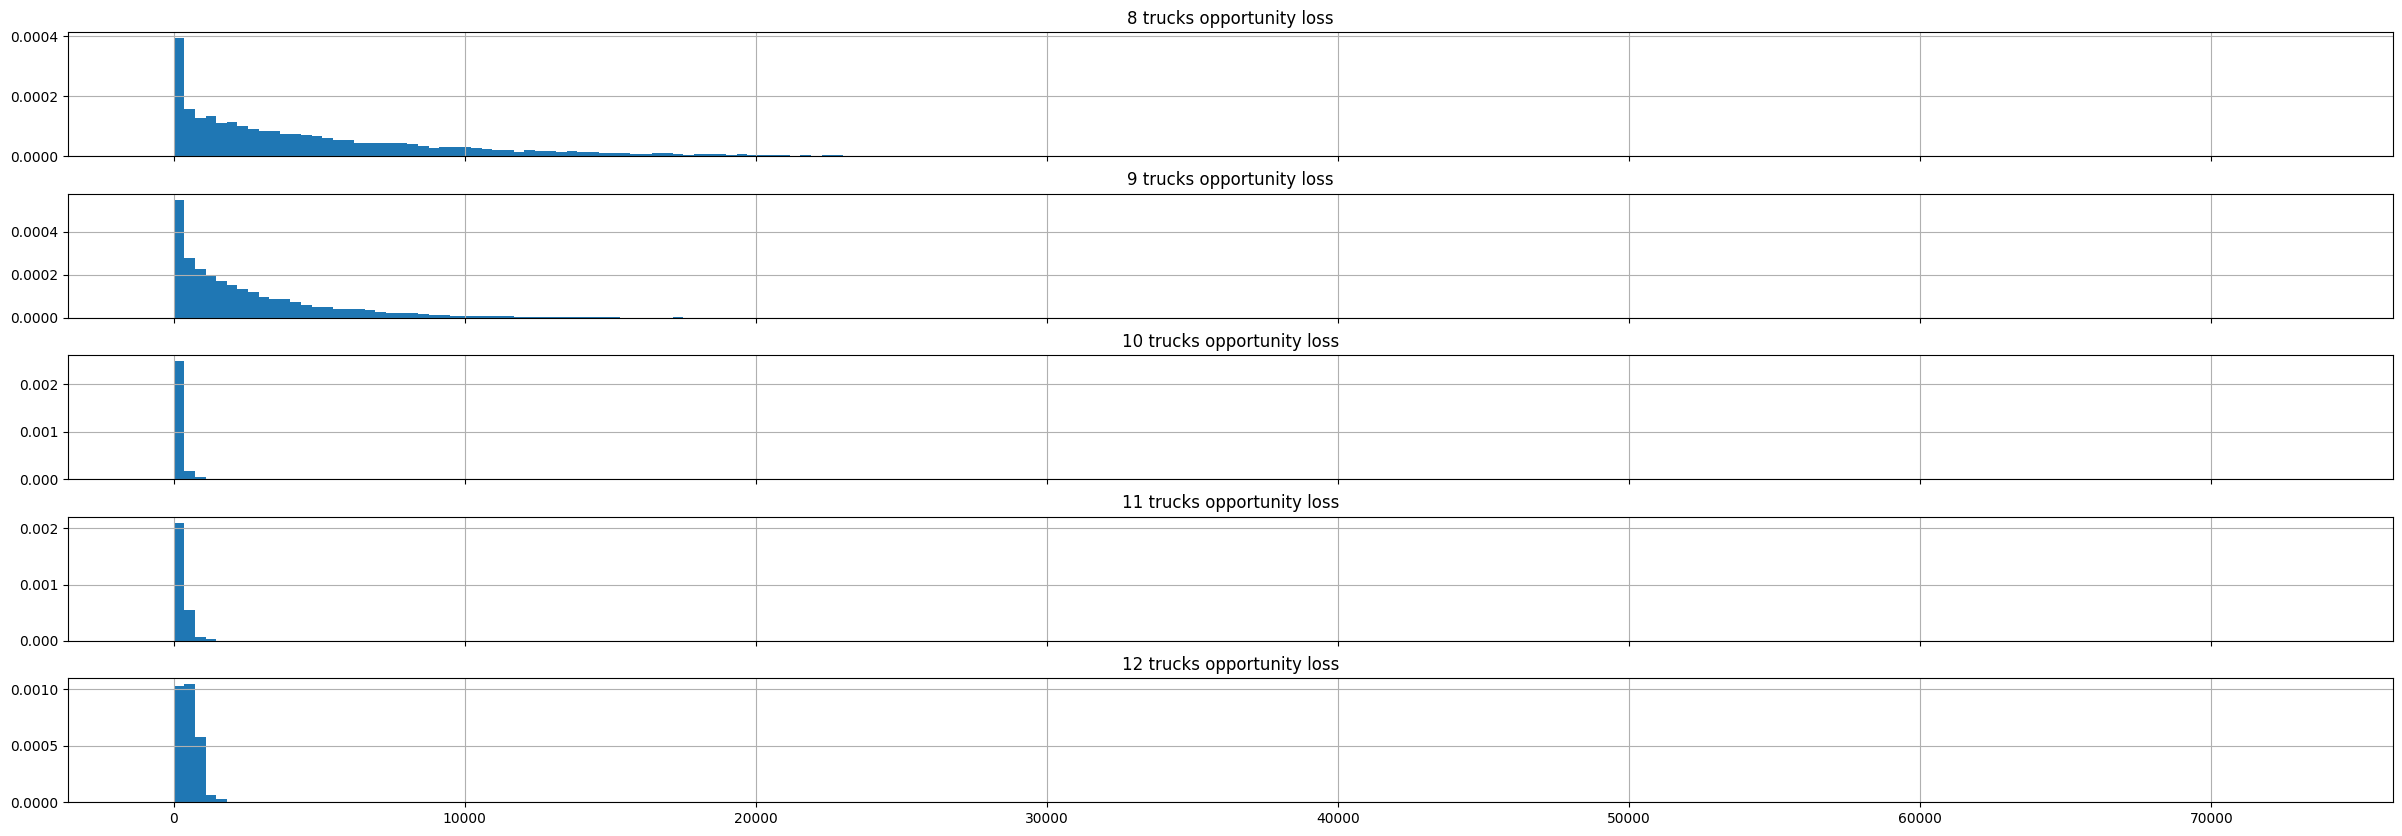 8 trucks opportunity loss
0.0004
0.0002
0.0000
9 trucks opportunity loss
0.0004
0.0002
0.0000
10 trucks opportunity loss
0.002
0.001
0.000
11 trucks opportunity loss
0.002
0.001
0.000
12 trucks opportunity loss
0.0010
0.0005
0.0000
0 10000 20000 30000 40000 50000 60000 70000